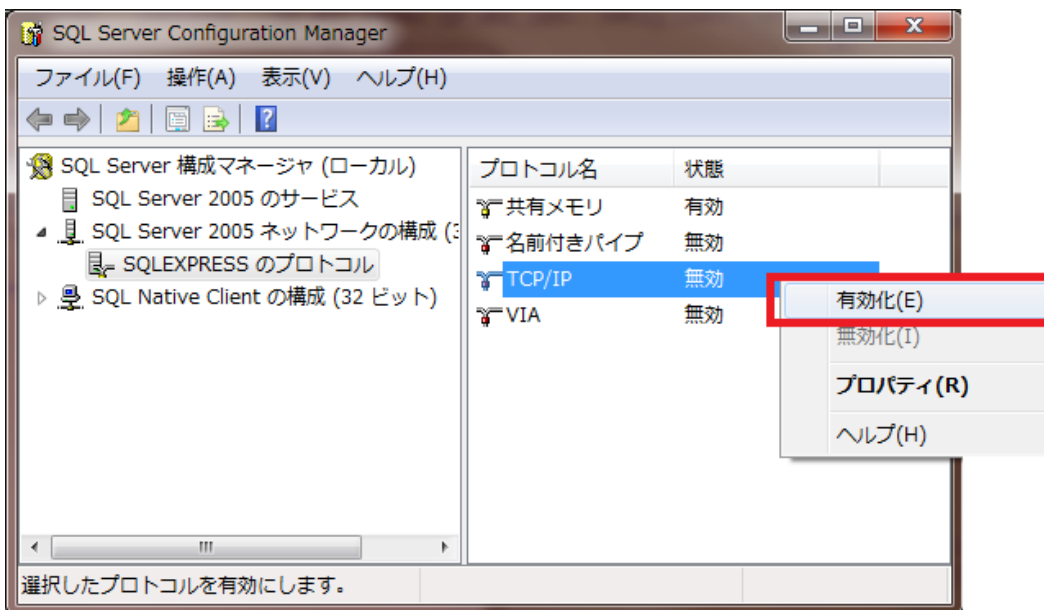 SQL Server Configuration Manager
ファイル(F) 操作(A) 表示(V) ヘルプ(H)
SQL Server 構成マネージャ (ローカル)
SQL Server 2005 のサービス
SQL Server 2005 ネットワークの構成 (3
SQLEXPRESS のプロトコル
SQL Native Client の構成 (32 ビット)
プロトコル名 状態
共有メモリ 有効
名前付きパイプ 無効
TCP/IP 無効
VIA 無効
有効化(E)
無効化(I)
プロパティ(R)
ヘルプ(H)
選択したプロトコルを有効にします。